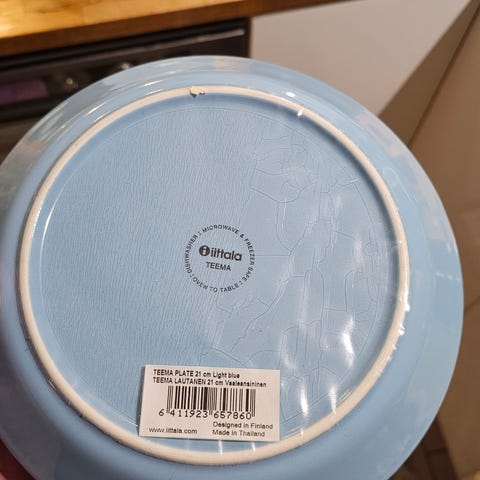 DISHWASHER : MICROWAVE & FREEZER SAFE : OVEN TO TABLE :
iittala
TEEMA
TEEMA PLATE 21 cm Light blue
TEEMA LAUTANEN 21 cm Vaaleansininen
6 411923 657860
Designed in Finland
www.iittala.com Made in Thailand